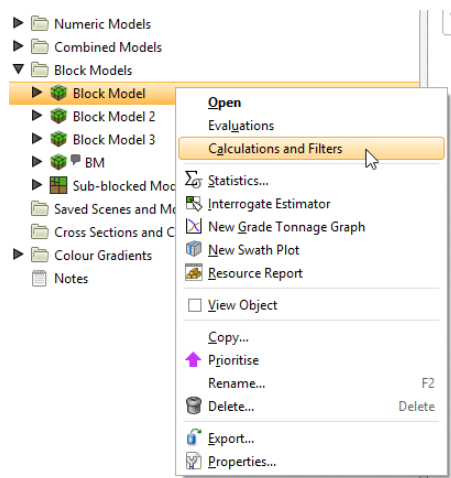 Numeric Models
Combined Models
Block Models
Block Model
Block Model 2
Block Model 3
BM
Sub-blocked
Saved Scenes and
Cross Sections and
Colour Gradients
Notes
Open
Evaluations
Calculations and Filters
Statistics...
Interrogate Estimator
New Grade Tonnage Graph
New Swath Plot
Resource Report
View Object
Copy...
Prioritise
Rename... F2
Delete... Delete
Export...
Properties...